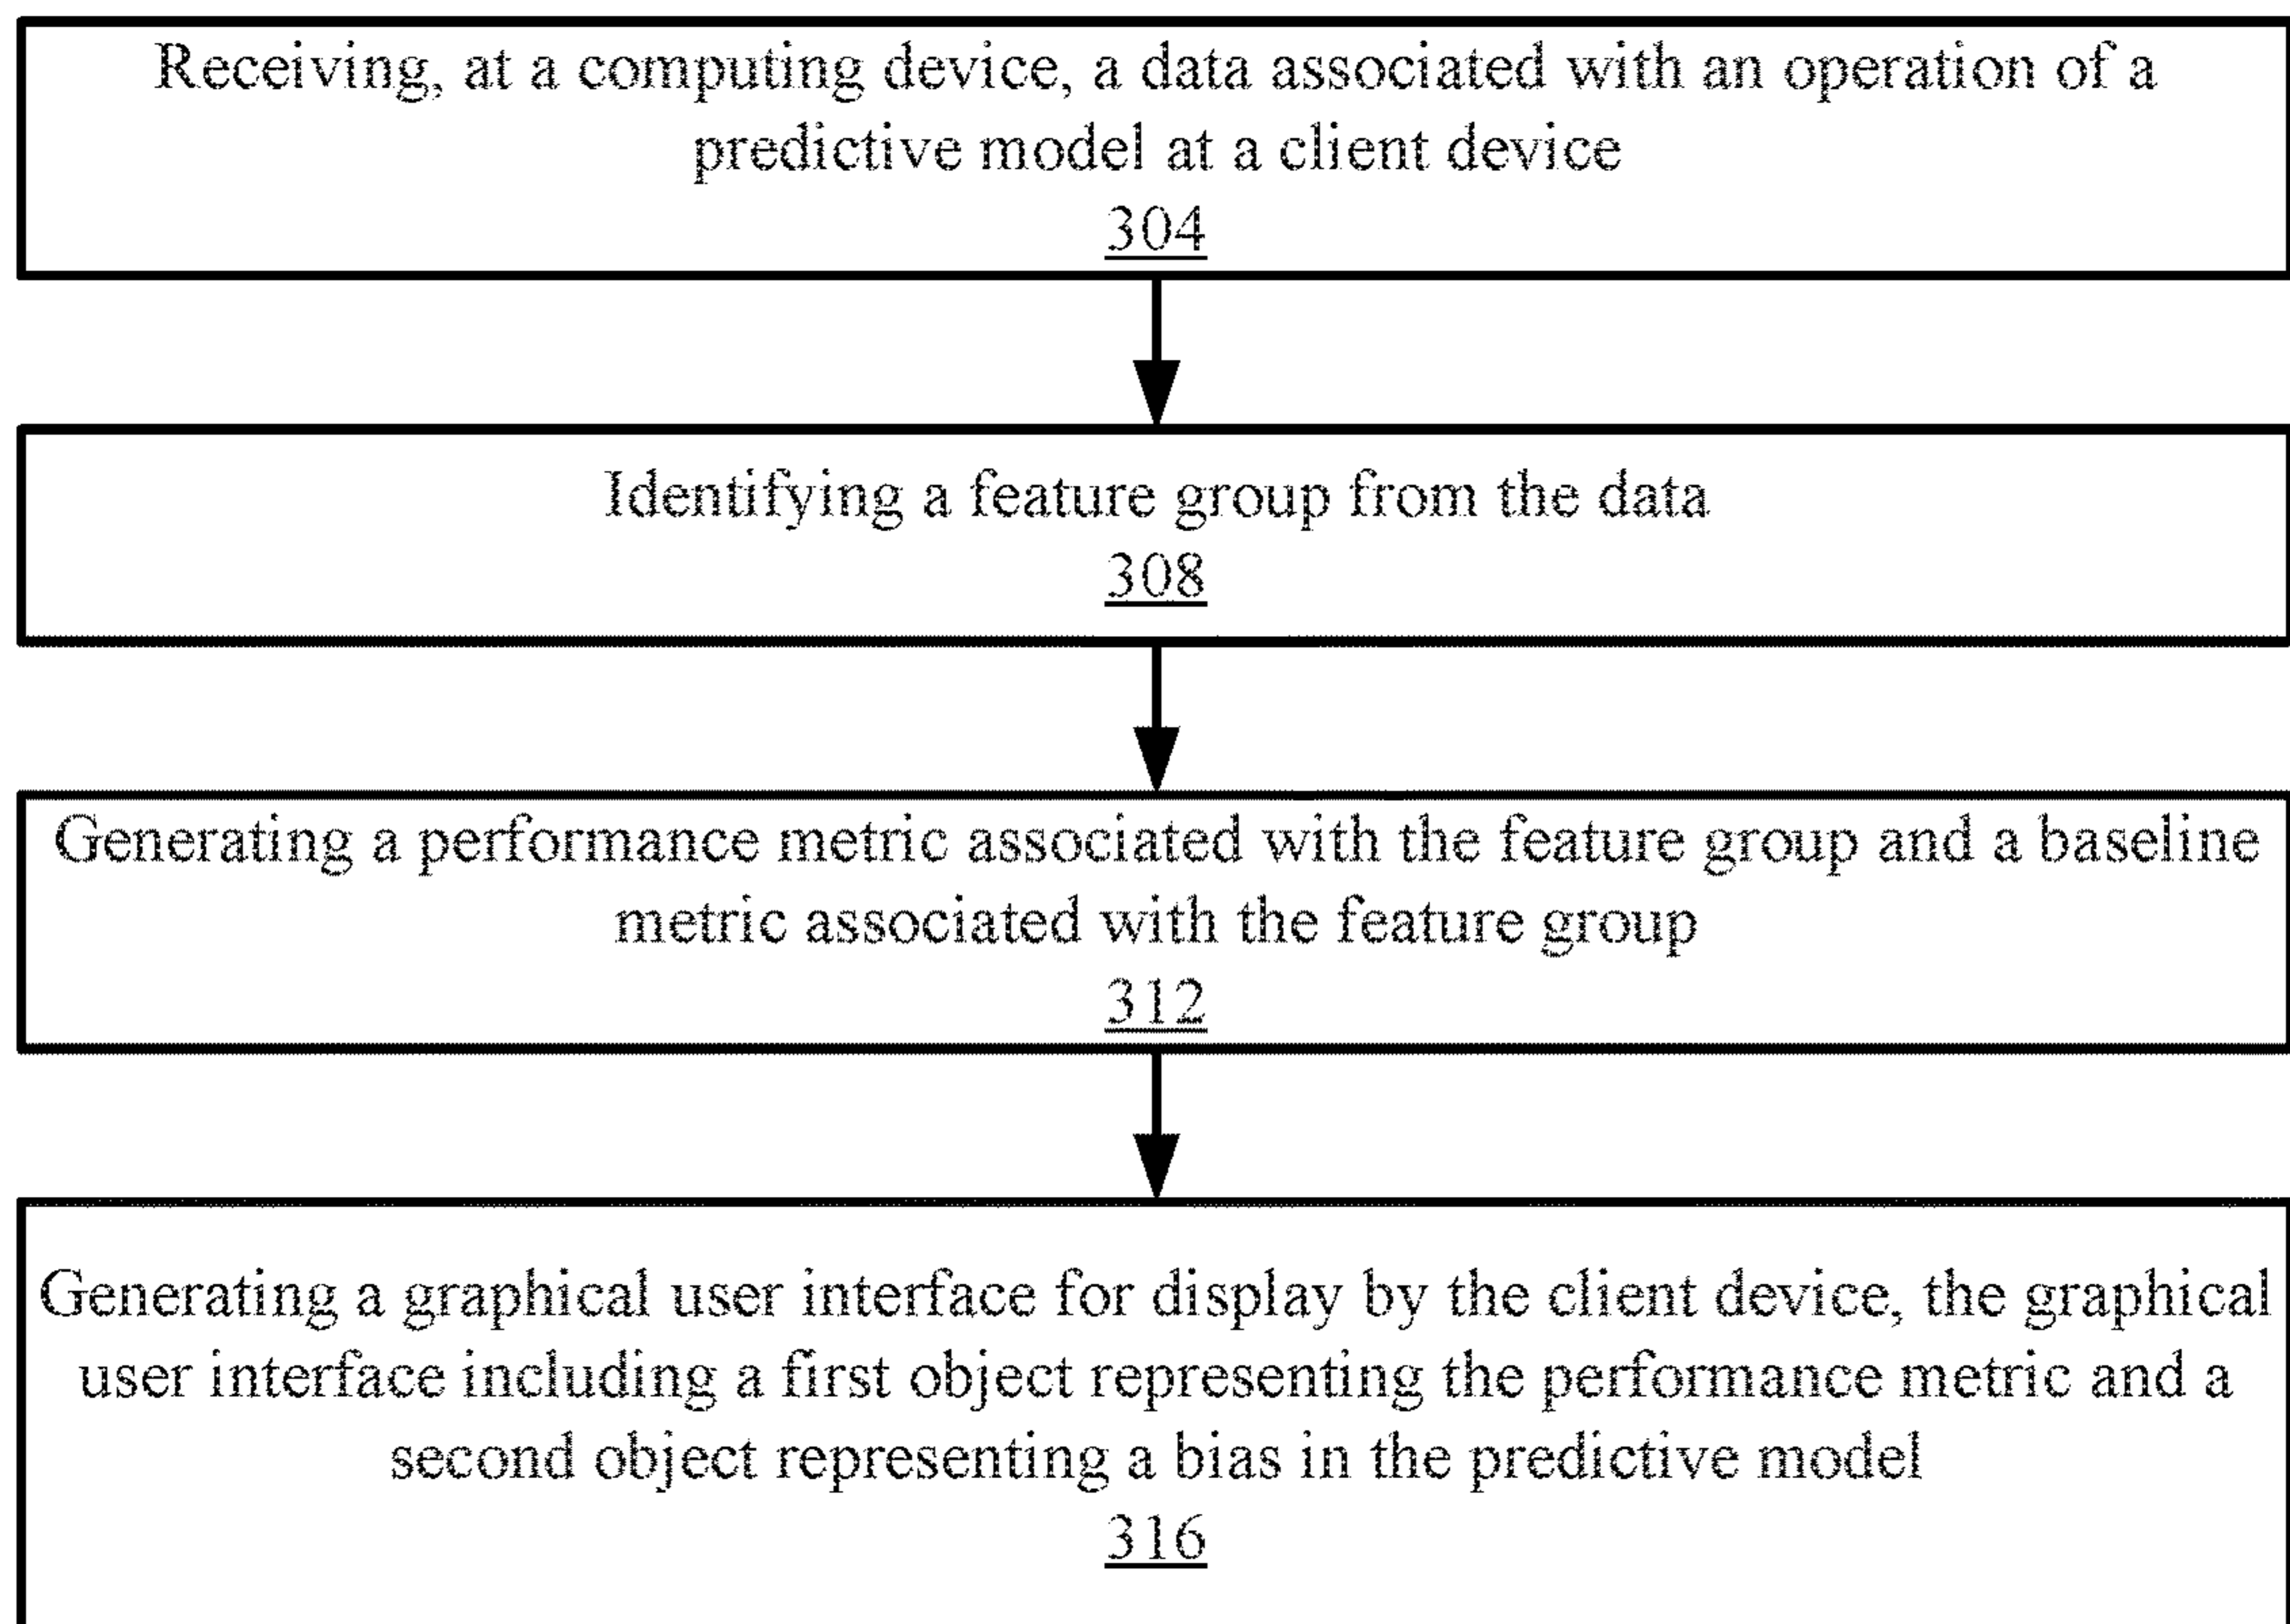 Receiving, at a computing device, a data associated with an operation of a
predictive model at a client device
304
Identifying a feature group from the data
308
Generating a performance metric associated with the feature group and a baseline
metric associated with the feature group
312
Generating a graphical user interface for display by the client device, the graphical
user interface including a first object representing the performance metric and a
second object representing a bias in the predictive model
316